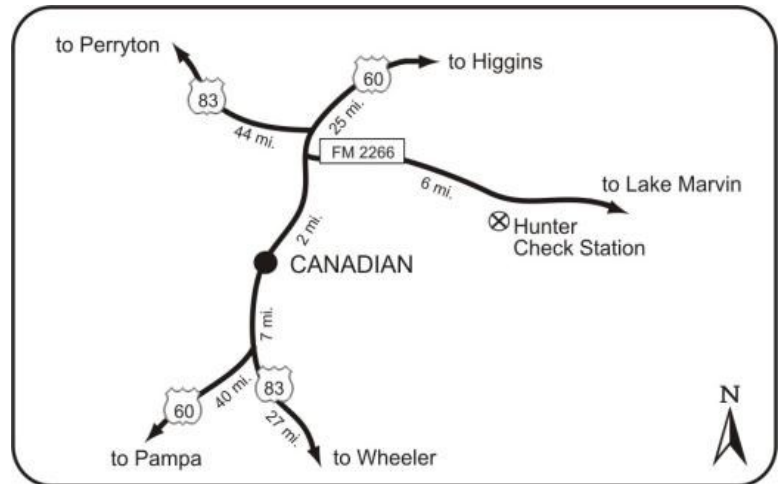 to Perryton
60
to Higgins
83
44 mi.
25 mi.
FM 2266
6 mi.
to Lake Marvin
2 mi.
Hunter
Check Station
CANADIAN
7 mi.
40 mi.
83
60
27 mi.
N
to Pampa
to Wheeler